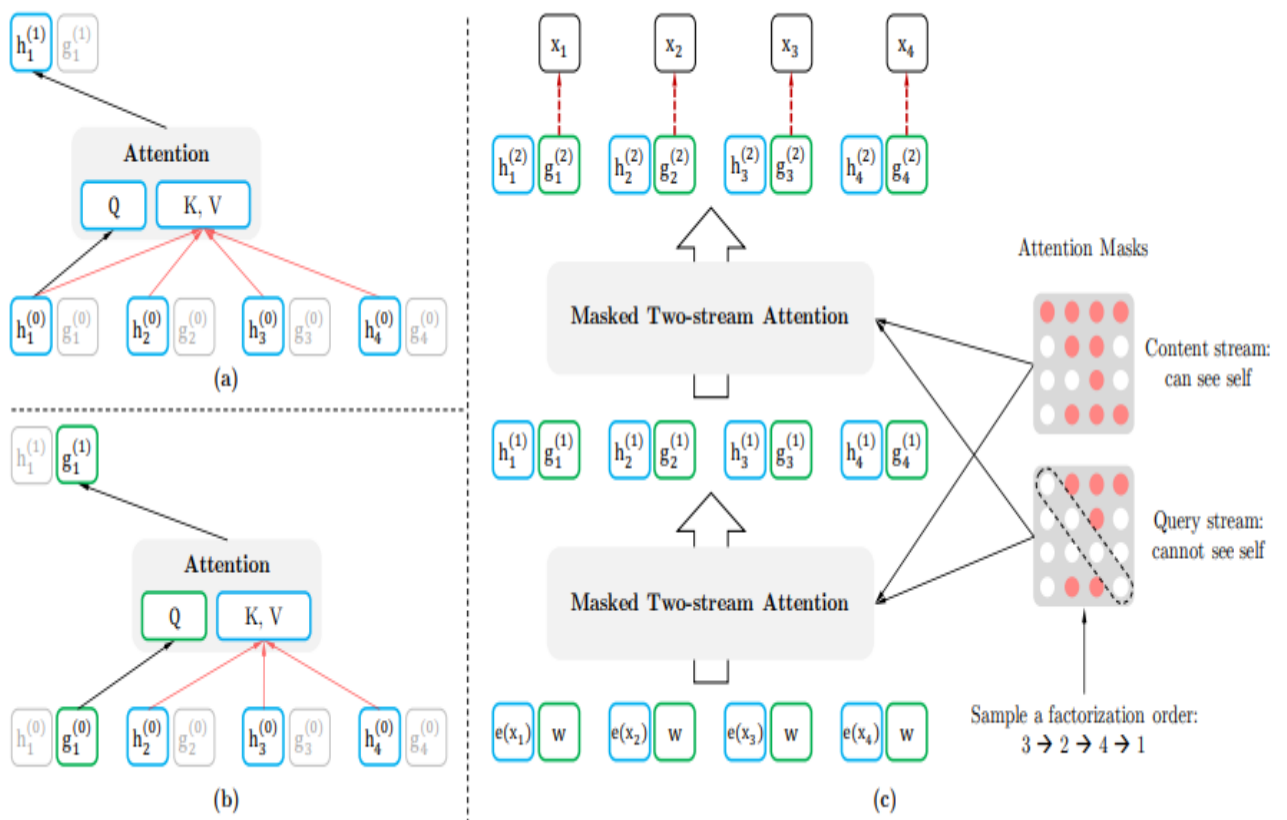 h₁⁽¹⁾ g₁⁽¹⁾
Attention
Q K, V
h₁⁽⁰⁾ g₁⁽⁰⁾ h₂⁽⁰⁾ g₂⁽⁰⁾ h₃⁽⁰⁾ g₃⁽⁰⁾ h₄⁽⁰⁾ g₄⁽⁰⁾
(a)
h₁⁽¹⁾ g₁⁽¹⁾
Attention
Q K, V
h₁⁽⁰⁾ g₁⁽⁰⁾ h₂⁽⁰⁾ g₂⁽⁰⁾ h₃⁽⁰⁾ g₃⁽⁰⁾ h₄⁽⁰⁾ g₄⁽⁰⁾
(b)
x₁ x₂ x₃ x₄
h₁⁽²⁾ g₁⁽²⁾ h₂⁽²⁾ g₂⁽²⁾ h₃⁽²⁾ g₃⁽²⁾ h₄⁽²⁾ g₄⁽²⁾
Masked Two-stream Attention
h₁⁽¹⁾ g₁⁽¹⁾ h₂⁽¹⁾ g₂⁽¹⁾ h₃⁽¹⁾ g₃⁽¹⁾ h₄⁽¹⁾ g₄⁽¹⁾
Masked Two-stream Attention
e(x₁) w e(x₂) w e(x₃) w e(x₄) w
(c)
Attention Masks
Content stream:
can see self
Query stream:
cannot see self
Sample a factorization order:
3 → 2 → 4 → 1